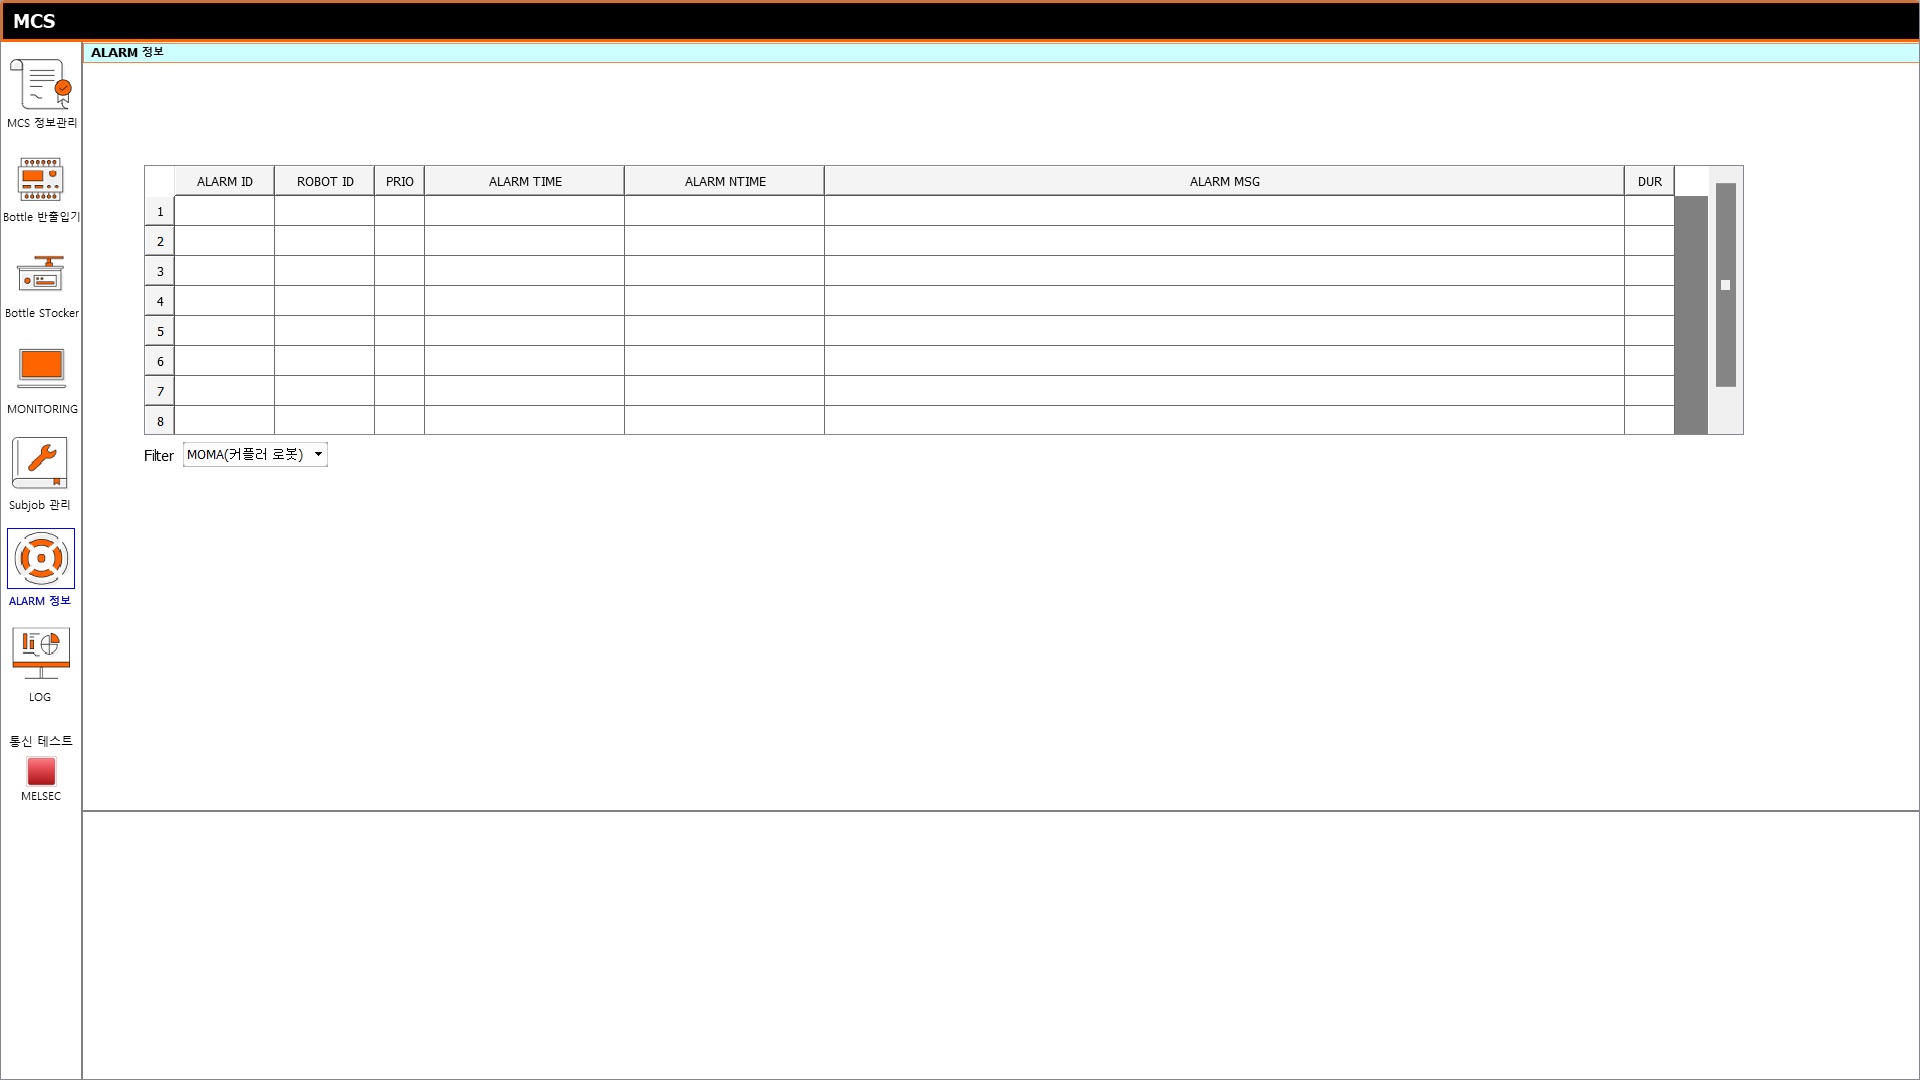 MCS
ALARM 정보
MCS 정보관리
Bottle 반출입기
Bottle STocker
MONITORING
Subjob 관리
ALARM 정보
LOG
통신 테스트
MELSEC
ALARM ID ROBOT ID PRIO ALARM TIME ALARM NTIME ALARM MSG DUR
1
2
3
4
5
6
7
8
Filter MOMA(커플러 로봇)